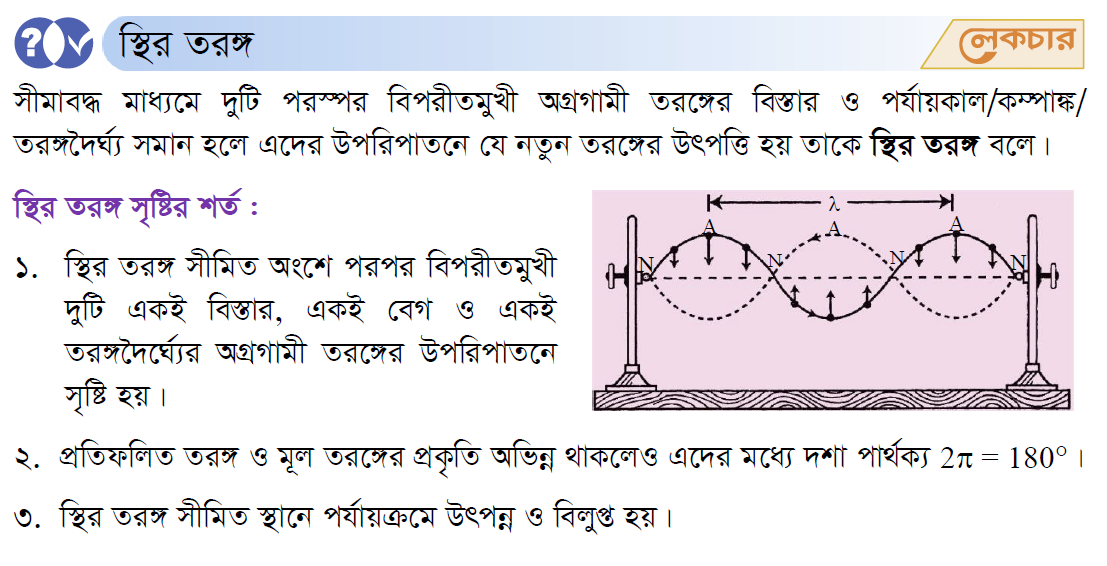 স্থির তরঙ্গ
লেকচার
সীমাবদ্ধ মাধ্যমে দুটি পরস্পর বিপরীতমুখী অগ্রগামী তরঙ্গের বিস্তার ও পর্যায়কাল/কম্পাঙ্ক/
তরঙ্গদৈর্ঘ্য সমান হলে এদের উপরিপাতনে যে নতুন তরঙ্গের উৎপত্তি হয় তাকে স্থির তরঙ্গ বলে।
স্থির তরঙ্গ সৃষ্টির শর্ত :
১. স্থির তরঙ্গ সীমিত অংশে পরপর বিপরীতমুখী
দুটি একই বিস্তার, একই বেগ ও একই
তরঙ্গদৈর্ঘ্যের অগ্রগামী তরঙ্গের উপরিপাতনে
সৃষ্টি হয়।
λ
A A A
N N N N
২. প্রতিফলিত তরঙ্গ ও মূল তরঙ্গের প্রকৃতি অভিন্ন থাকলেও এদের মধ্যে দশা পার্থক্য 2π = 180°।
৩. স্থির তরঙ্গ সীমিত স্থানে পর্যায়ক্রমে উৎপন্ন ও বিলুপ্ত হয়।